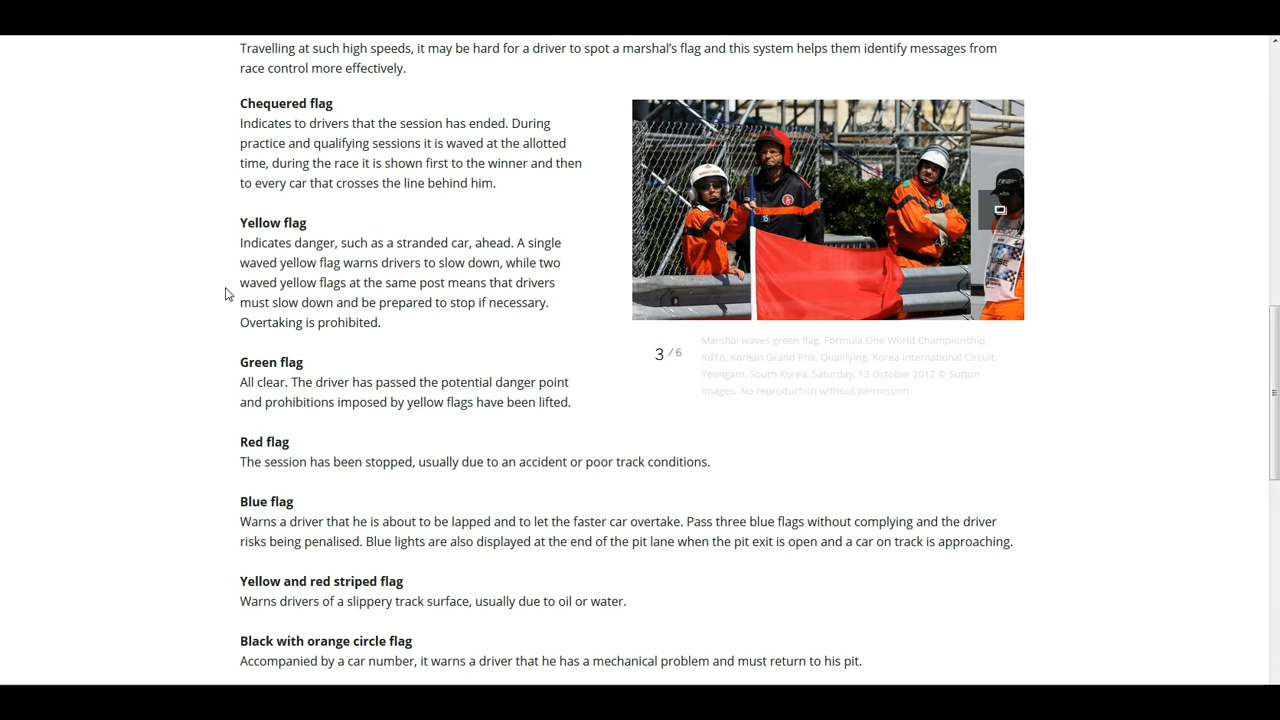 Travelling at such high speeds, it may be hard for a driver to spot a marshal's flag and this system helps them identify messages from
race control more effectively.
Chequered flag
Indicates to drivers that the session has ended. During
practice and qualifying sessions it is waved at the allotted
time, during the race it is shown first to the winner and then
to every car that crosses the line behind him.
Yellow flag
Indicates danger, such as a stranded car, ahead. A single
waved yellow flag warns drivers to slow down, while two
waved yellow flags at the same post means that drivers
must slow down and be prepared to stop if necessary.
Overtaking is prohibited.
3 / 6
Marshal waves green flag, Formula One World Championship,
Rd16, Korean Grand Prix, Qualifying, Korea International Circuit,
Yeongam, South Korea, Saturday, 13 October 2012 © Sutton
Images. No reproduction without permission
Green flag
All clear. The driver has passed the potential danger point
and prohibitions imposed by yellow flags have been lifted.
Red flag
The session has been stopped, usually due to an accident or poor track conditions.
Blue flag
Warns a driver that he is about to be lapped and to let the faster car overtake. Pass three blue flags without complying and the driver
risks being penalised. Blue lights are also displayed at the end of the pit lane when the pit exit is open and a car on track is approaching.
Yellow and red striped flag
Warns drivers of a slippery track surface, usually due to oil or water.
Black with orange circle flag
Accompanied by a car number, it warns a driver that he has a mechanical problem and must return to his pit.